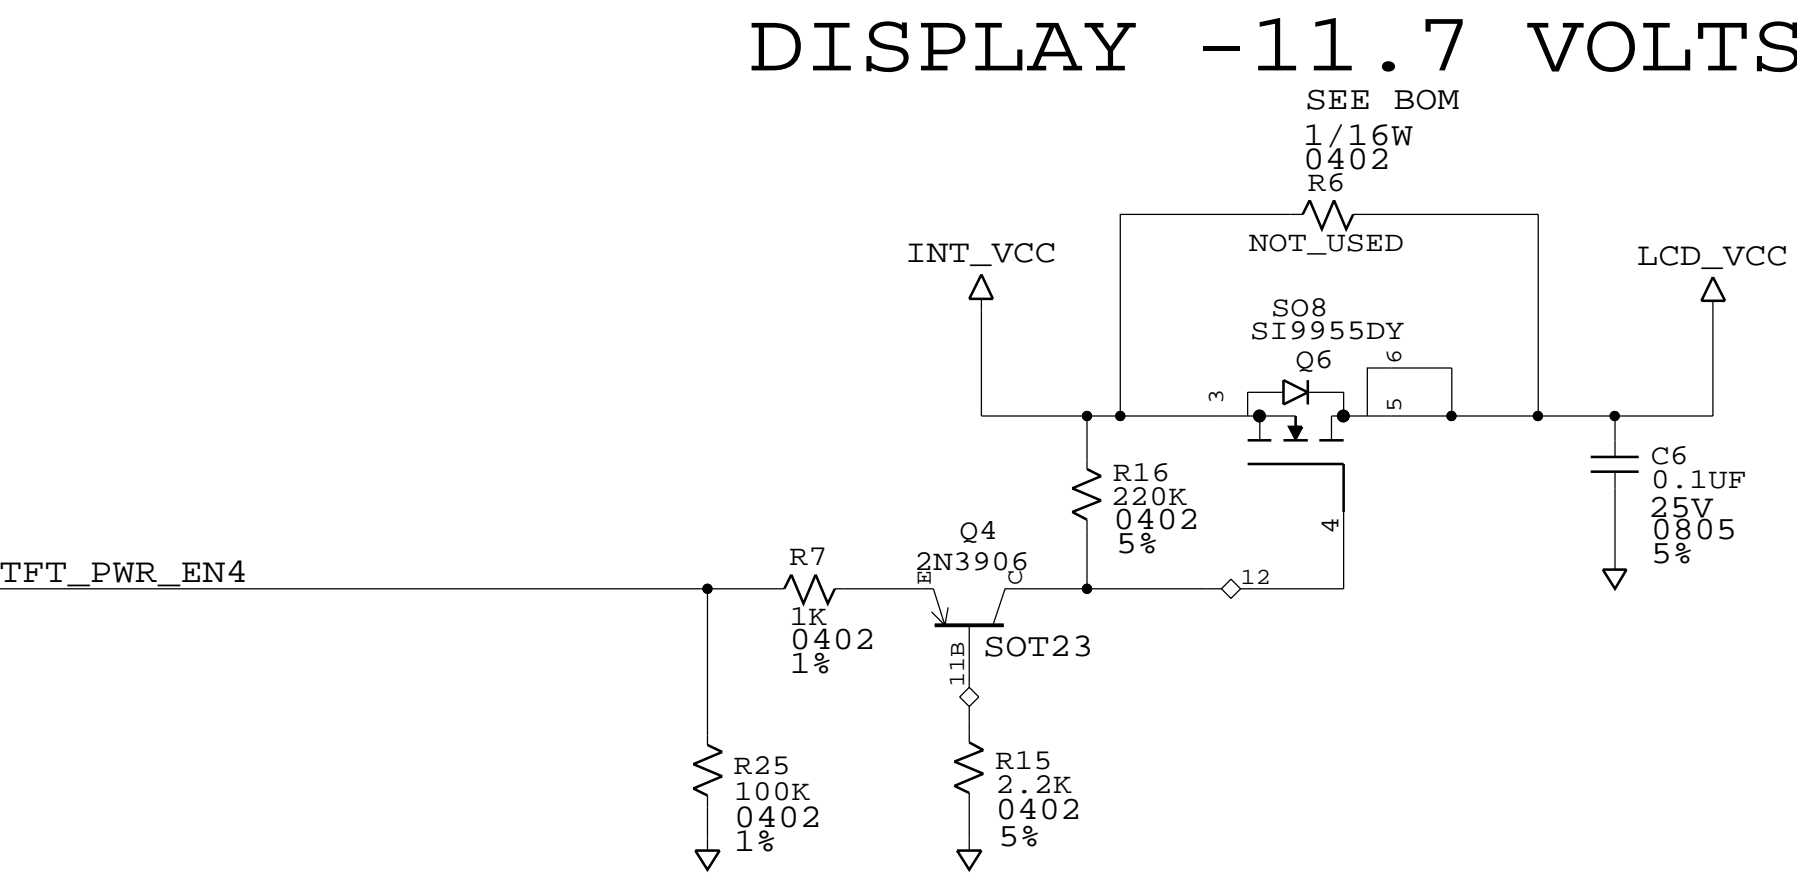 DISPLAY -11.7 VOLTS
SEE BOM
1/16W
0402
R6
NOT_USED
INT_VCC
LCD_VCC
SO8
SI9955DY
Q6
3
6
5
4
R16
220K
0402
5%
C6
0.1UF
25V
0805
5%
Q4
2N3906
E
C
11B
SOT23
12
TFT_PWR_EN4
R7
1K
0402
1%
R25
100K
0402
1%
R15
2.2K
0402
5%